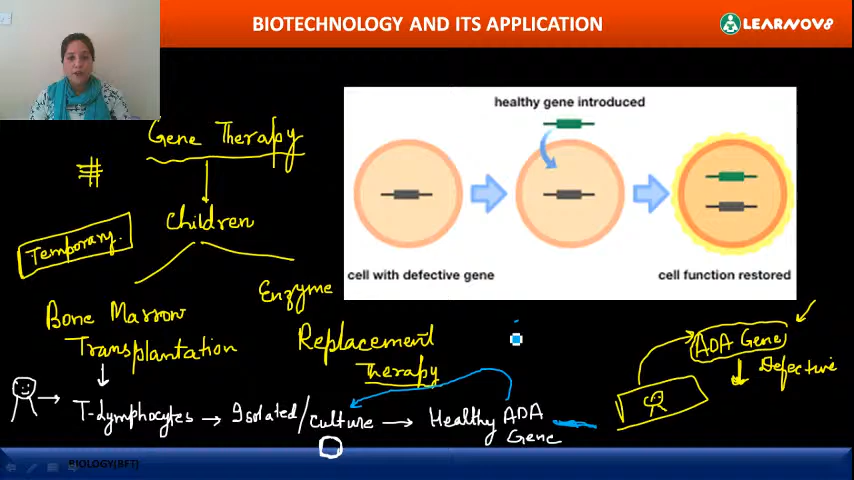 BIOTECHNOLOGY AND ITS APPLICATION
LEARNOV8
healthy gene introduced
cell with defective gene
cell function restored
# Gene Therapy
Children
Temporary.
Bone Marrow
Transplantation
Enzyme
Replacement
Therapy
ADA Gene
Defective
T-Lymphocytes → Isolated/Culture → Healthy ADA
Gene
BIOLOGY(BFT)